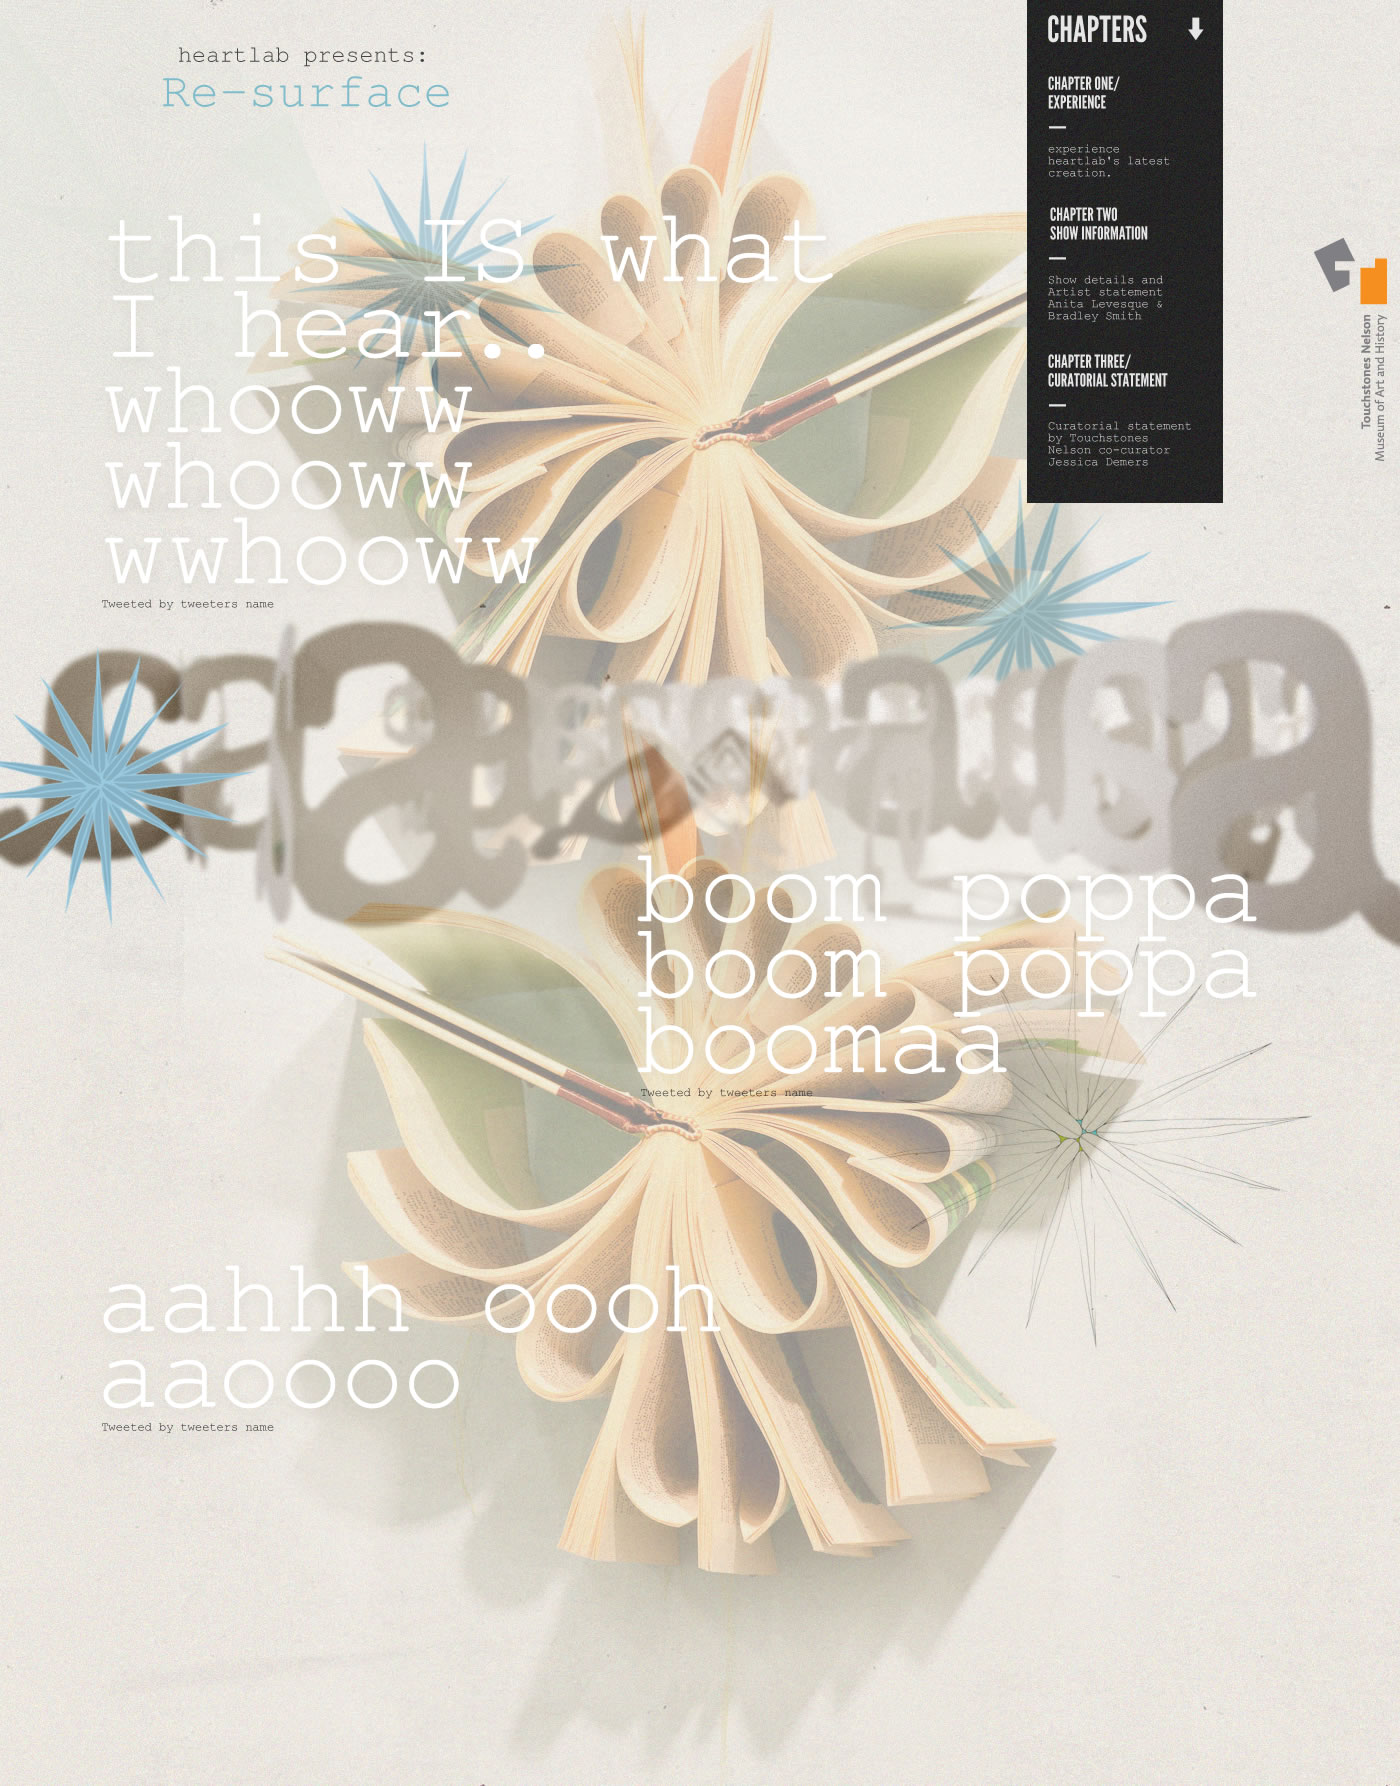 heartlab presents:
Re-surface
this IS what
I hear..
whooww
whooww
wwhooww
Tweeted by tweeters name
boom poppa
boom poppa
boomaa
Tweeted by tweeters name
aahhh oooh
aaoooo
Tweeted by tweeters name
CHAPTERS
CHAPTER ONE/
EXPERIENCE
experience
heartlab's latest
creation.
CHAPTER TWO
SHOW INFORMATION
Show details and
Artist statement
Anita Levesque &
Bradley Smith
CHAPTER THREE/
CURATORIAL STATEMENT
Curatorial statement
by Touchstones
Nelson co-curator
Jessica Demers
Touchstones Nelson
Museum of Art and History